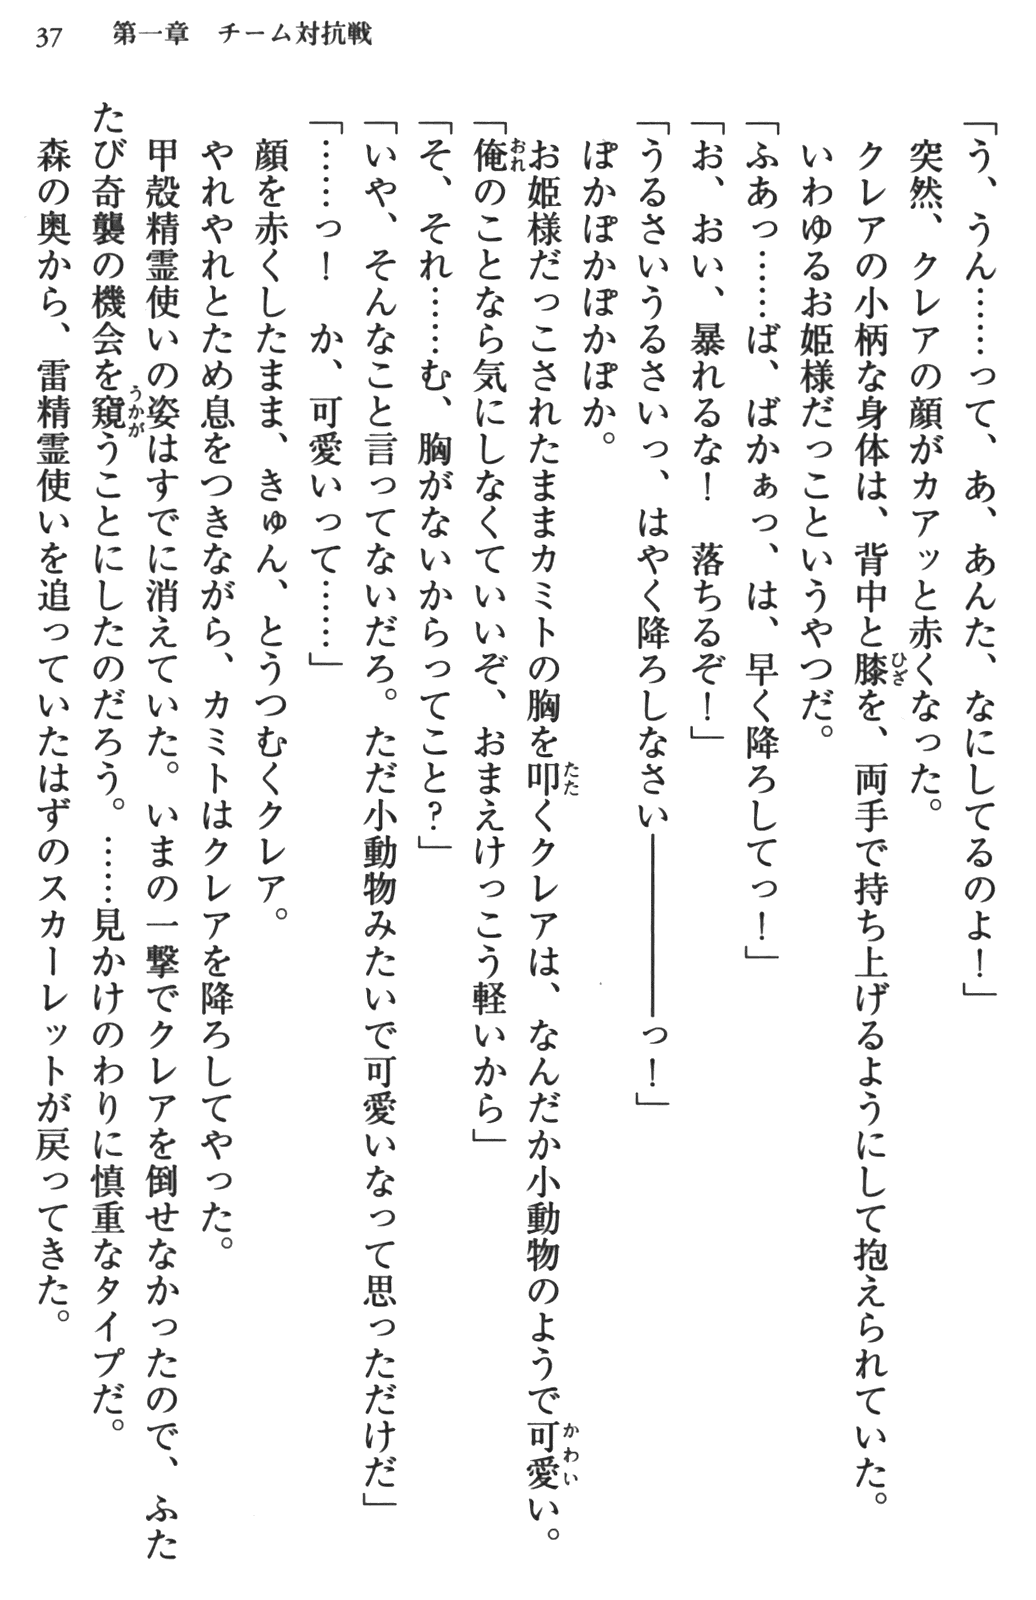 37　第一章　チーム対抗戦
「う、うん……って、あ、あんた、なにしてるのよ！」
突然、クレアの顔がカアッと赤くなった。
クレアの小柄な身体は、背中と膝を、両手で持ち上げるようにして抱えられていた。
いわゆるお姫様だっこというやつだ。
「ふあっ……ば、ばかぁっ、は、早く降ろしてっ！」
「お、おい、暴れるな！　落ちるぞ！」
「うるさいうるさいっ、はやく降ろしなさい――――っ！」
ぽかぽかぽかぽか。
お姫様だっこされたままカミトの胸を叩くクレアは、なんだか小動物のようで可愛い。
「俺のことなら気にしなくていいぞ、おまえけっこう軽いから」
「そ、それ……む、胸がないからってこと？」
「いや、そんなこと言ってないだろ。ただ小動物みたいで可愛いなって思っただけだ」
「……っ！　か、可愛いって……」
顔を赤くしたまま、きゅん、とうつむくクレア。
やれやれとため息をつきながら、カミトはクレアを降ろしてやった。
甲殻精霊使いの姿はすでに消えていた。いまの一撃でクレアを倒せなかったので、ふた
たび奇襲の機会を窺うことにしたのだろう。……見かけのわりに慎重なタイプだ。
森の奥から、雷精霊使いを追っていたはずのスカーレットが戻ってきた。